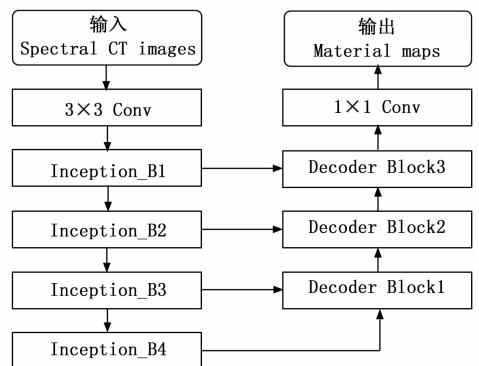 输入
Spectral CT images
3×3 Conv
Inception_B1
Inception_B2
Inception_B3
Inception_B4
输出
Material maps
1×1 Conv
Decoder Block3
Decoder Block2
Decoder Block1